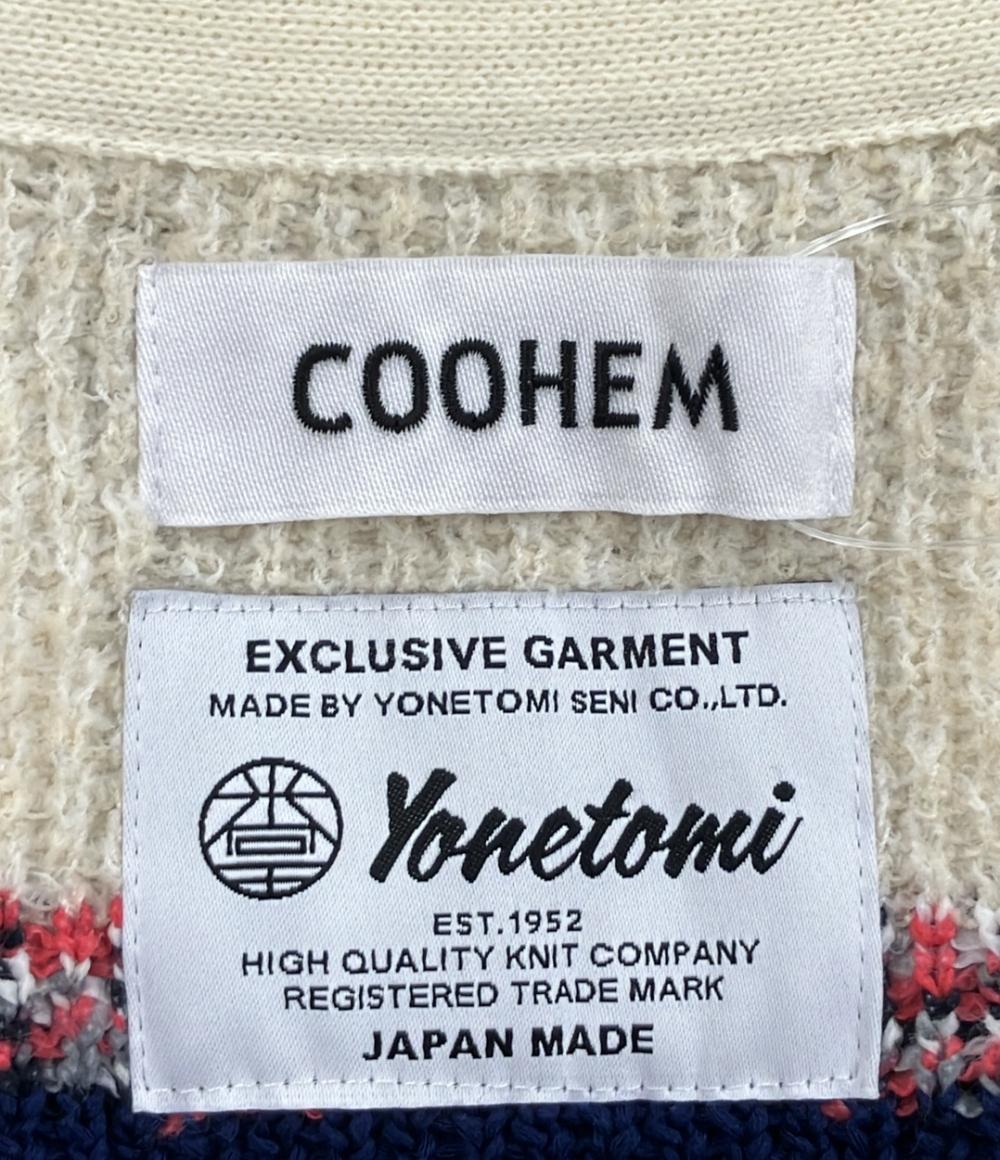 COOHEM
EXCLUSIVE GARMENT
MADE BY YONETOMI SENI CO.,LTD.
Yonetomi
EST.1952
HIGH QUALITY KNIT COMPANY
REGISTERED TRADE MARK
JAPAN MADE